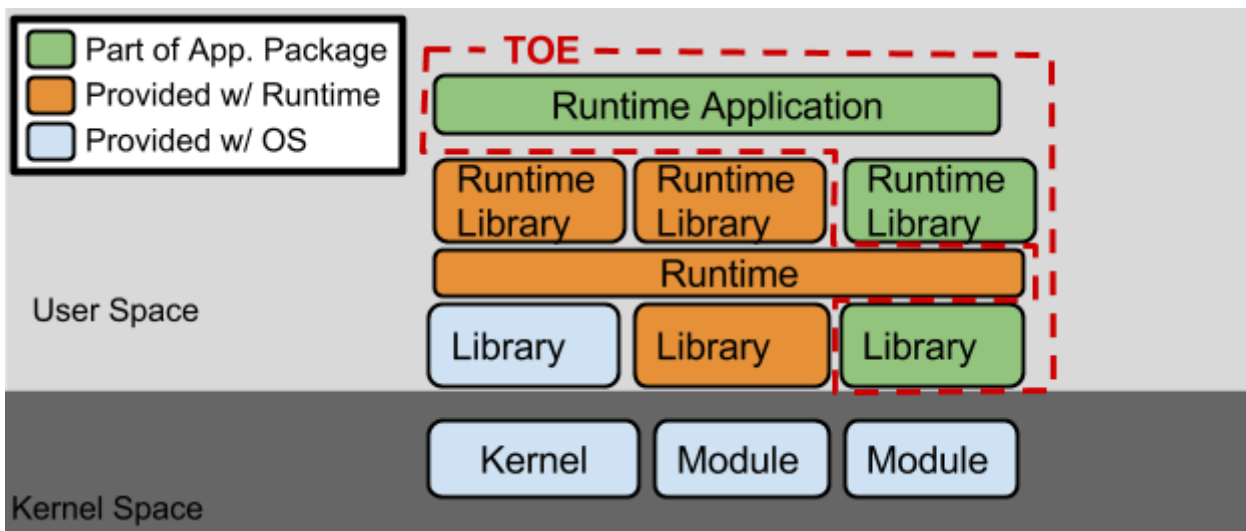 Part of App. Package
Provided w/ Runtime
Provided w/ OS
TOE
Runtime Application
Runtime
Library
Runtime
Library
Runtime
Library
Runtime
User Space
Library
Library
Library
Kernel
Module
Module
Kernel Space